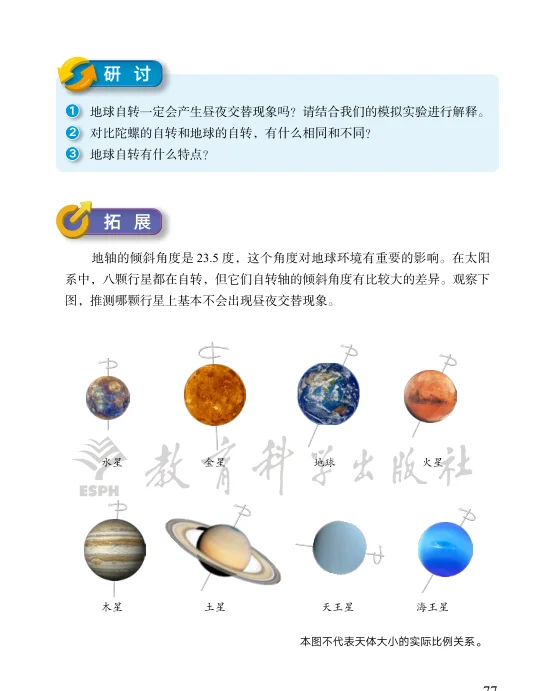 研 讨
1 地球自转一定会产生昼夜交替现象吗？请结合我们的模拟实验进行解释。
2 对比陀螺的自转和地球的自转，有什么相同和不同？
3 地球自转有什么特点？
拓 展
地轴的倾斜角度是 23.5 度，这个角度对地球环境有重要的影响。在太阳
系中，八颗行星都在自转，但它们自转轴的倾斜角度有比较大的差异。观察下
图，推测哪颗行星上基本不会出现昼夜交替现象。
水星 金星 地球 火星
ESPH 教育科学出版社
木星 土星 天王星 海王星
本图不代表天体大小的实际比例关系。
77